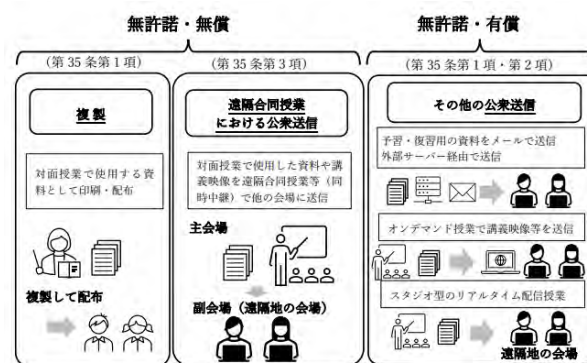 無許諾・無償
無許諾・有償
(第 35 条第 1 項)
(第 35 条第 3 項)
(第 35 条第 1 項・第 2 項)
複製
対面授業で使用する資
料として印刷・配布
複製して配布
遠隔合同授業
における公衆送信
対面授業で使用した資料や講
義映像を遠隔合同授業等（同
時中継）で他の会場に送信
主会場
副会場（遠隔地の会場）
その他の公衆送信
予習・復習用の資料をメールで送信
外部サーバー経由で送信
オンデマンド授業で講義映像等を送信
スタジオ型のリアルタイム配信授業
遠隔地の会場